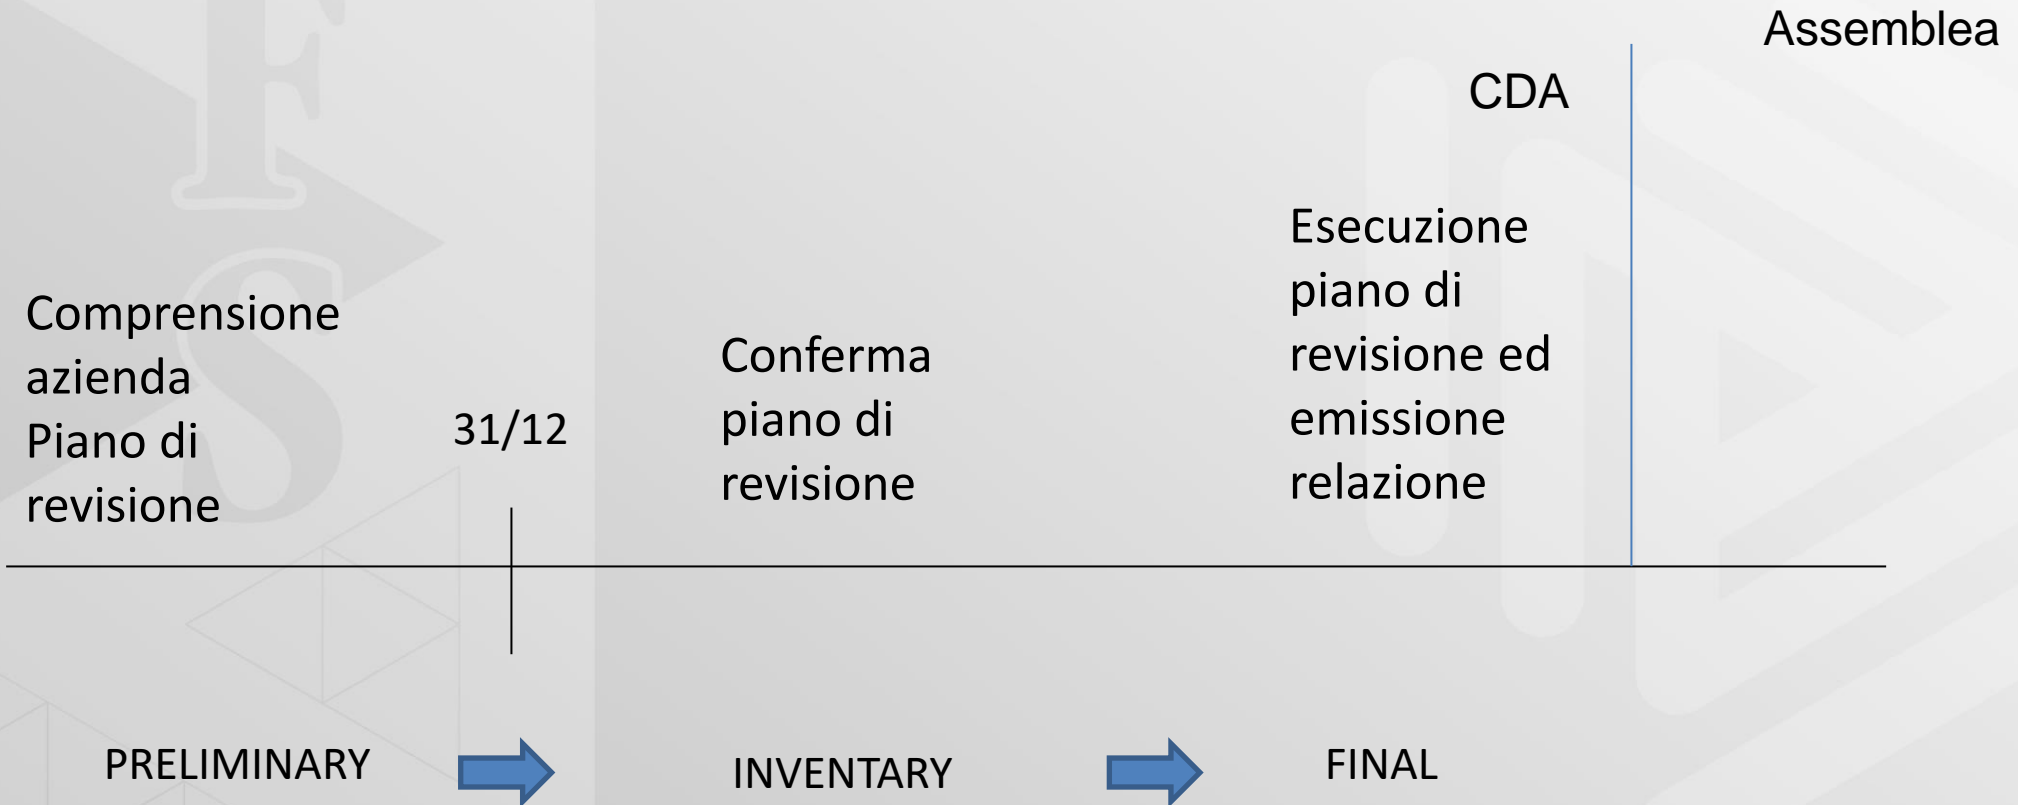 Assemblea
CDA
Comprensione
azienda
Piano di
revisione
31/12
Conferma
piano di
revisione
Esecuzione
piano di
revisione ed
emissione
relazione
PRELIMINARY
INVENTARY
FINAL
F
S